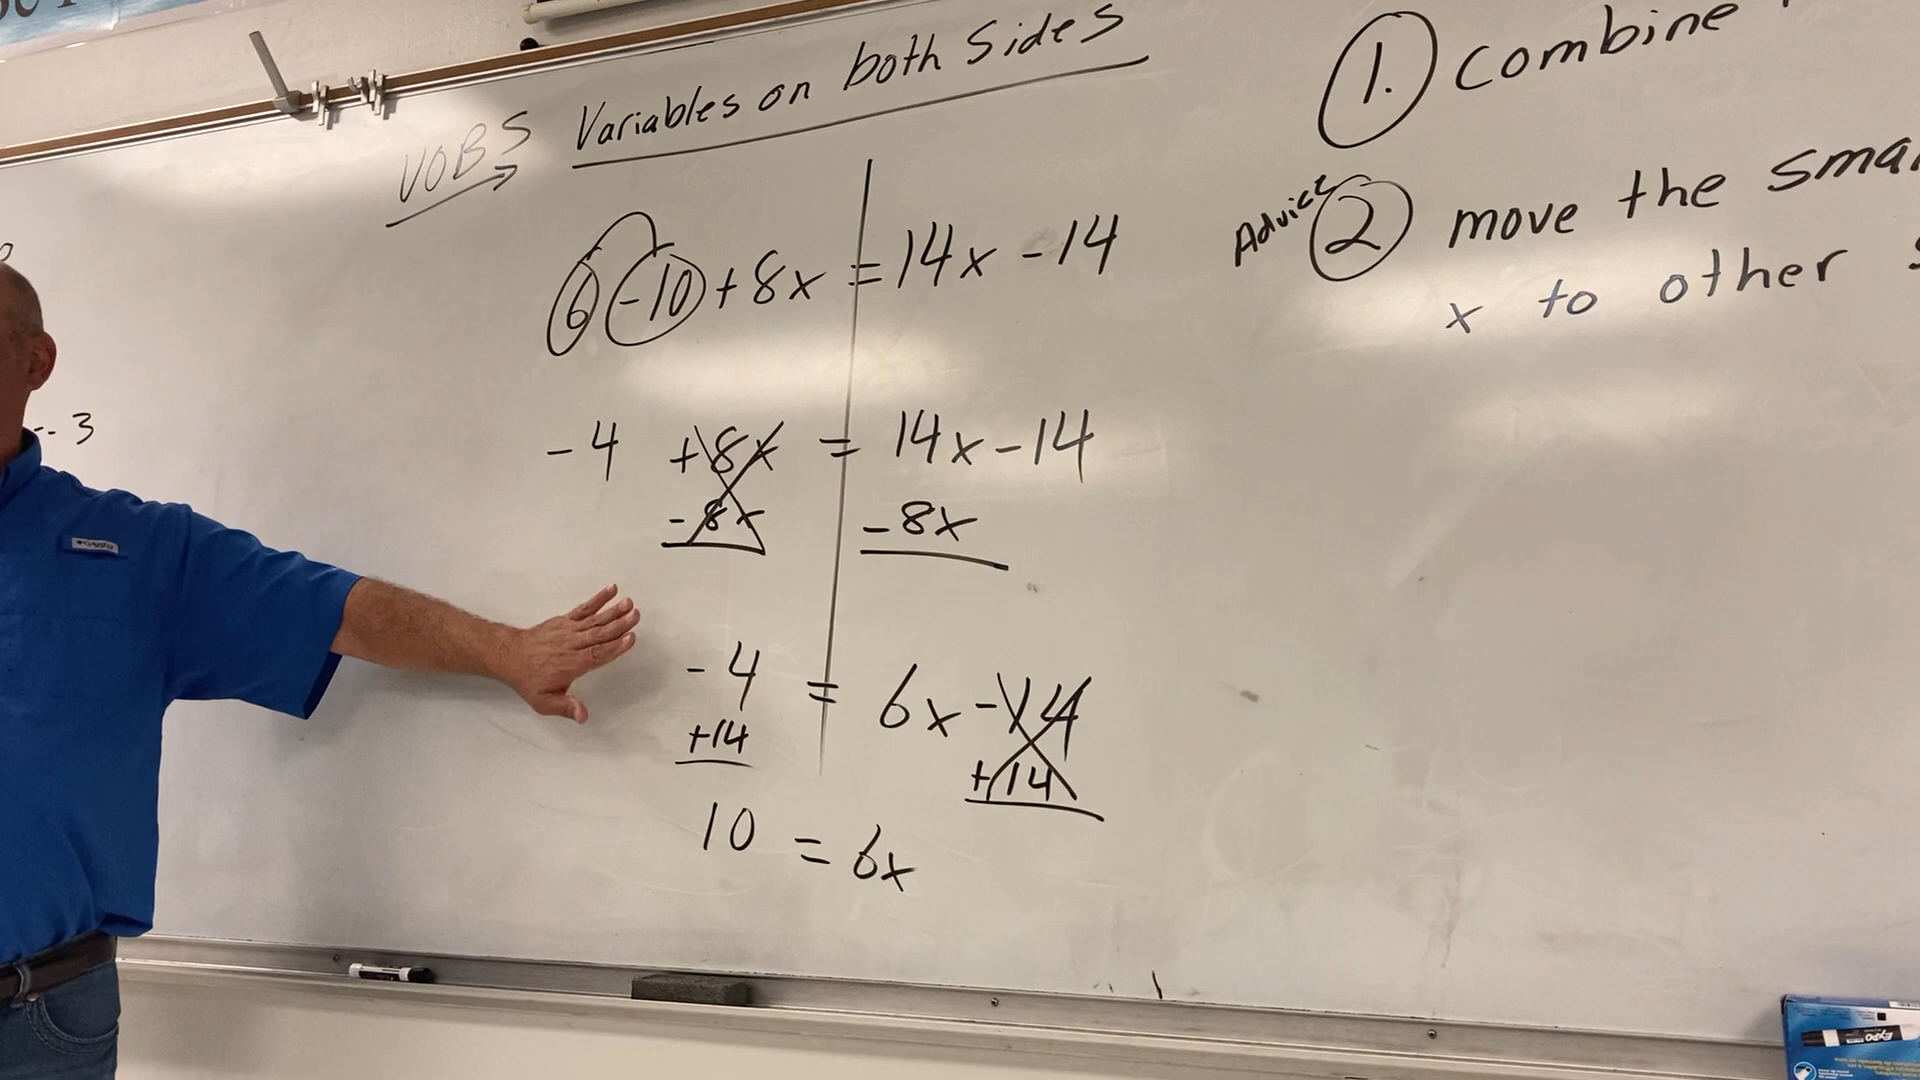 VOBS Variables on both sides
6 -10 + 8x = 14x - 14
-4 + 8x = 14x - 14
- 8x - 8x
-4 = 6x - 14
+14 + 14
10 = 6x
1. combine
Advice 2 move the
x to other
-- 3
EXPO